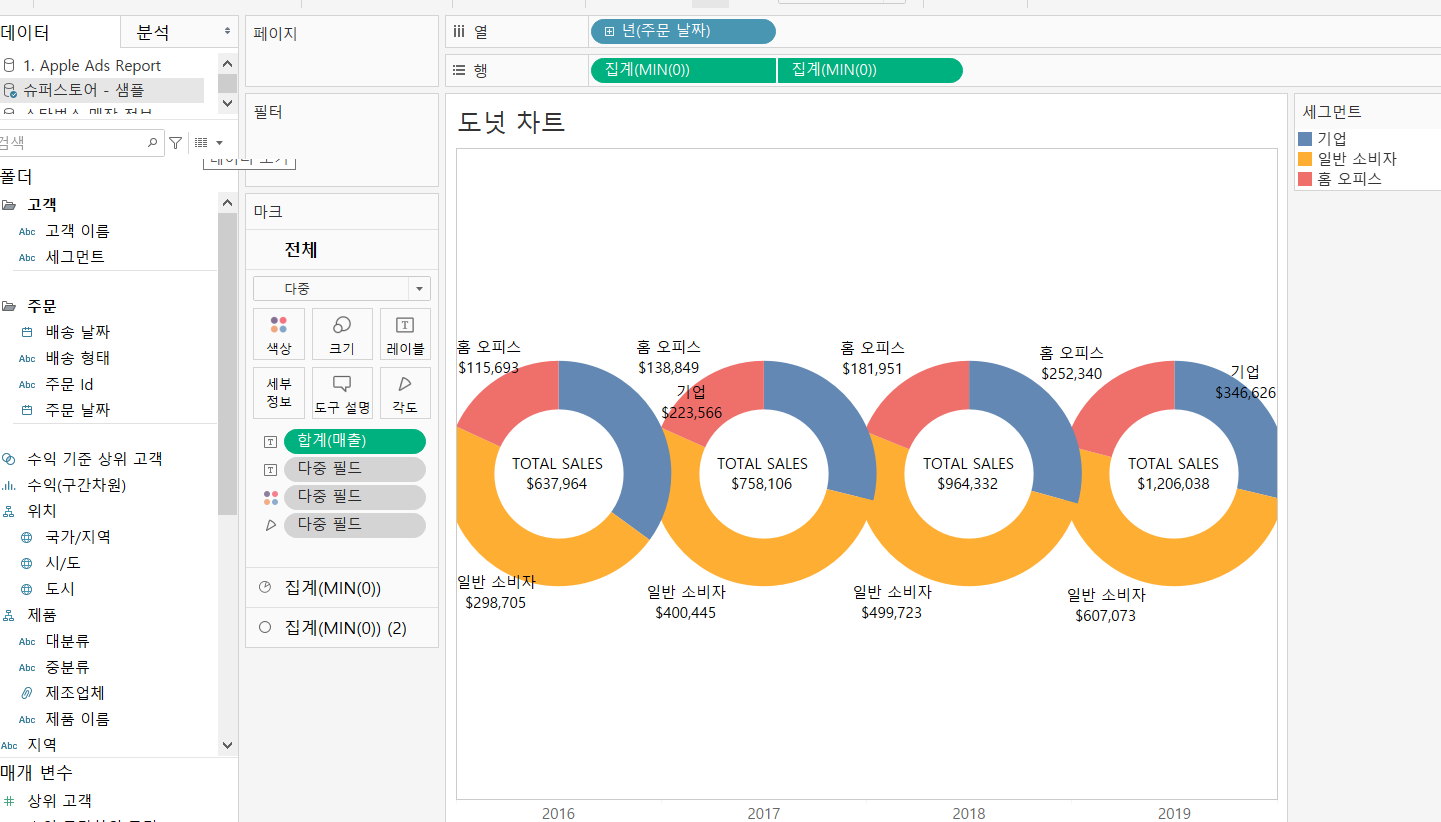 데이터
분석
1. Apple Ads Report
슈퍼스토어 - 샘플
검색
폴더
고객
Abc 고객 이름
Abc 세그먼트
주문
배송 날짜
Abc 배송 형태
Abc 주문 Id
주문 날짜
수익 기준 상위 고객
수익(구간차원)
위치
국가/지역
시/도
도시
제품
Abc 대분류
Abc 중분류
제조업체
Abc 제품 이름
Abc 지역
매개 변수
# 상위 고객
페이지
필터
마크
전체
다중
색상
크기
T
레이블
세부
정보
도구 설명
각도
T 합계(매출)
T 다중 필드
다중 필드
다중 필드
집계(MIN(0))
집계(MIN(0)) (2)
열
년(주문 날짜)
행
집계(MIN(0)) 집계(MIN(0))
도넛 차트
홈 오피스
$115,693
일반 소비자
$298,705
TOTAL SALES
$637,964
홈 오피스
$138,849
기업
$223,566
일반 소비자
$400,445
TOTAL SALES
$758,106
홈 오피스
$181,951
일반 소비자
$499,723
TOTAL SALES
$964,332
홈 오피스
$252,340
기업
$346,626
일반 소비자
$607,073
TOTAL SALES
$1,206,038
2016 2017 2018 2019
세그먼트
기업
일반 소비자
홈 오피스